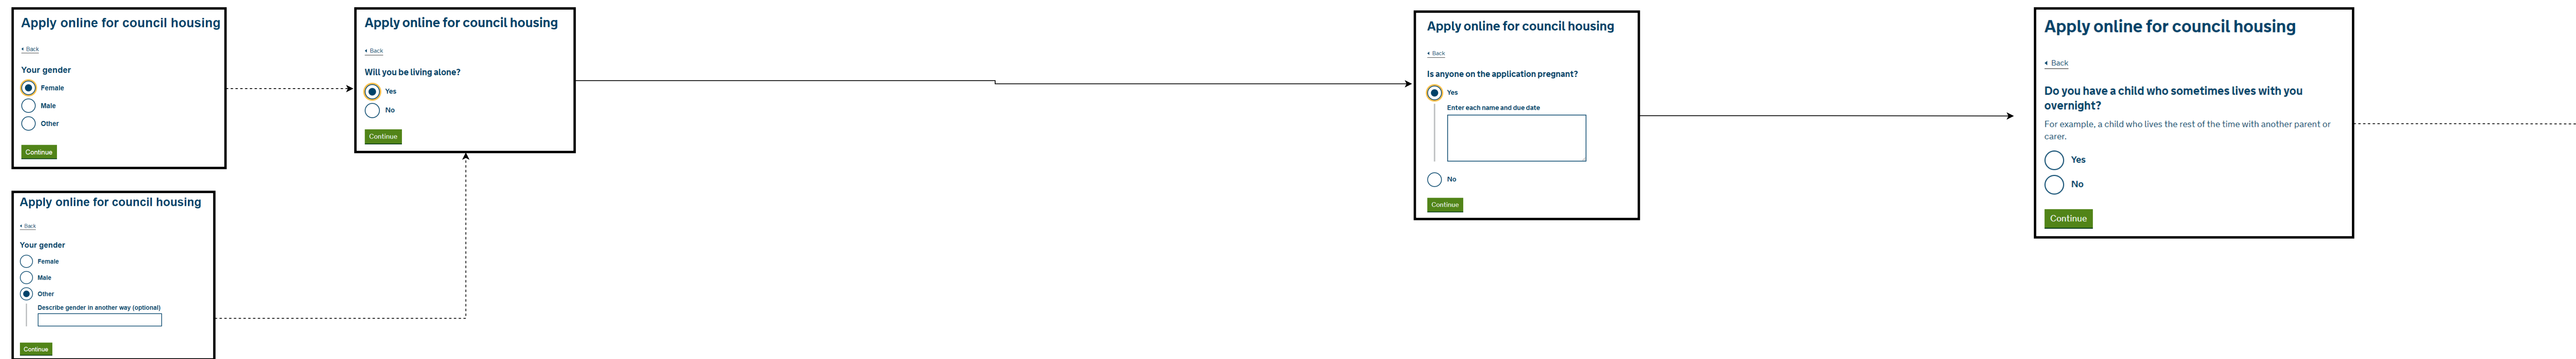 Apply online for council housing
Back
Your gender
Female
Male
Other
Continue
Apply online for council housing
Back
Your gender
Female
Male
Other
Describe gender in another way (optional)
Continue
Apply online for council housing
Back
Will you be living alone?
Yes
No
Continue
Apply online for council housing
Back
Is anyone on the application pregnant?
Yes
Enter each name and due date
No
Continue
Apply online for council housing
Back
Do you have a child who sometimes lives with you
overnight?
For example, a child who lives the rest of the time with another parent or
carer.
Yes
No
Continue